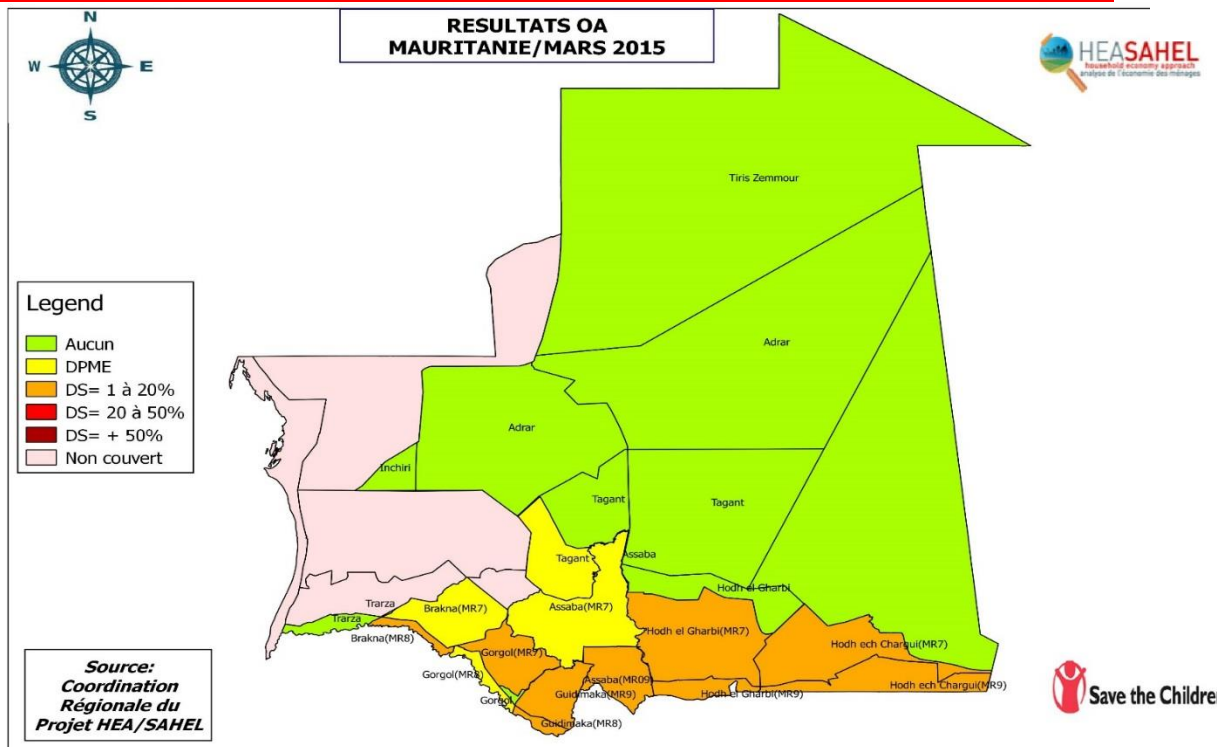 RESULTATS OA
MAURITANIE/MARS 2015
N
W
E
S
HEASAHEL
household economy approach
analyse de l'économie des ménages
Tiris Zemmour
Legend
Aucun
DPME
DS= 1 à 20%
DS= 20 à 50%
DS= + 50%
Non couvert
Adrar
Adrar
Inchiri
Tagant
Tagant
Tagant
Assaba
Hodh el Gharbi
Trarza
Trarza
Brakna(MR7)
Assaba(MR7)
Brakna(MR8)
Hodh el Gharbi(MR7)
Hodh ech Chargui(MR7)
Gorgol(MR7)
Gorgol(MR8)
Assaba(MR09)
Hodh ech Chargui(MR9)
Gorgol
Guidimaka(MR9)
Hodh el Gharbi(MR9)
Guidimaka(MR8)
Source:
Coordination
Régionale du
Projet HEA/SAHEL
Save the Children